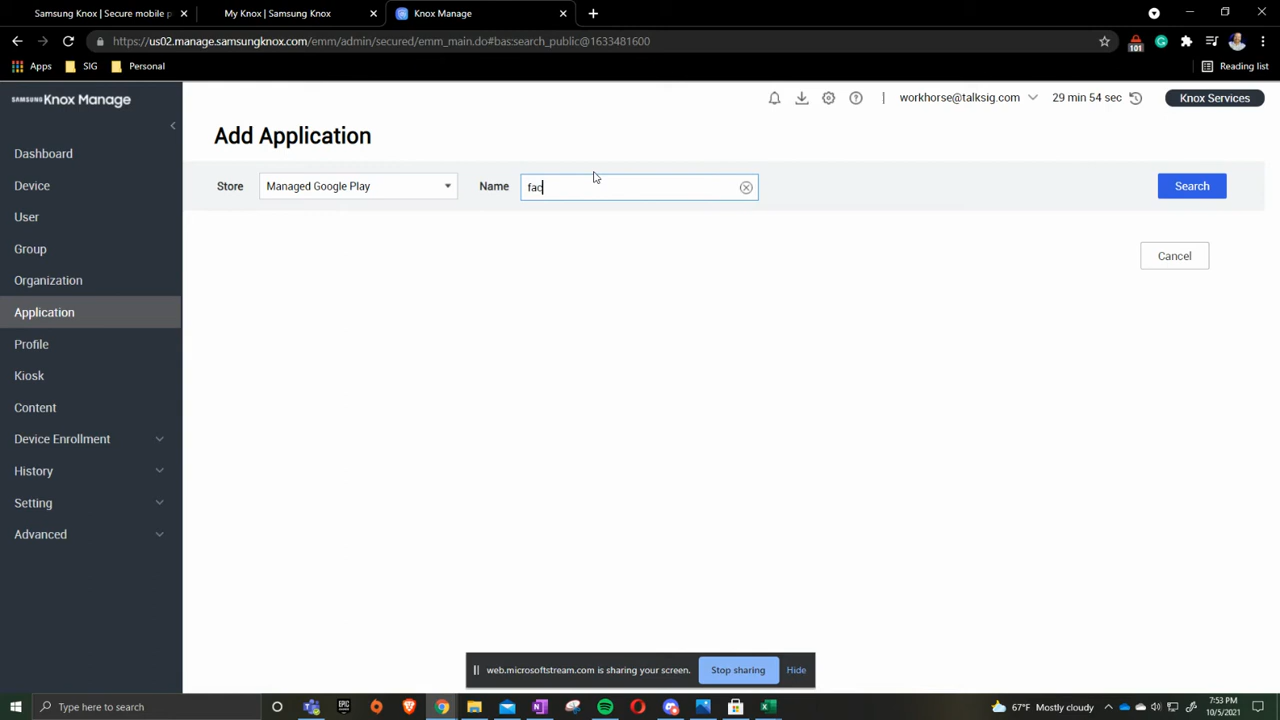 Samsung Knox | Secure mobile p
My Knox | Samsung Knox
Knox Manage
https://us02.manage.samsungknox.com/emm/admin/secured/emm_main.do#bas:search_public@1633481600
101
Apps
SIG
Personal
Reading list
SAMSUNG Knox Manage
workhorse@talksig.com
29 min 54 sec
Knox Services
Dashboard
Device
User
Group
Organization
Application
Profile
Kiosk
Content
Device Enrollment
History
Setting
Advanced
Add Application
Store
Managed Google Play
Name
fac
Search
Cancel
web.microsoftstream.com is sharing your screen.
Stop sharing
Hide
Type here to search
EPIC
67°F Mostly cloudy
7:53 PM
10/5/2021